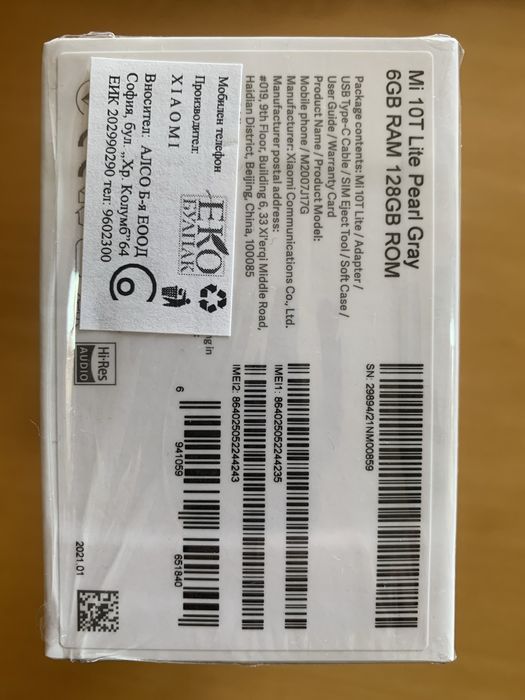 Mi 10T Lite Pearl Gray
6GB RAM 128GB ROM
Package contents: Mi 10T Lite / Adapter /
USB Type-C Cable / SIM Eject Tool / Soft Case /
User Guide / Warranty Card
Product Name / Product Model:
Mobile phone / M2007J17G
Manufacturer: Xiaomi Communications Co., Ltd.
Manufacturer postal address:
#019, 9th Floor, Building 6, 33 Xi'erqi Middle Road,
Haidian District, Beijing, China, 100085
SN: 29894/21NM00859
IMEI1: 864025052244235
IMEI2: 864025052244243
6 941059 651840
ng in
Hi-Res
AUDIO
2021.01
Мобилен телефон
Производител:
XIAOMI
ЕКО
БУЛПАК
Вносител: АЛСО Б-я ЕООД
София, бул. „Хр. Колумб"64
ЕИК 202990290 тел: 9602300